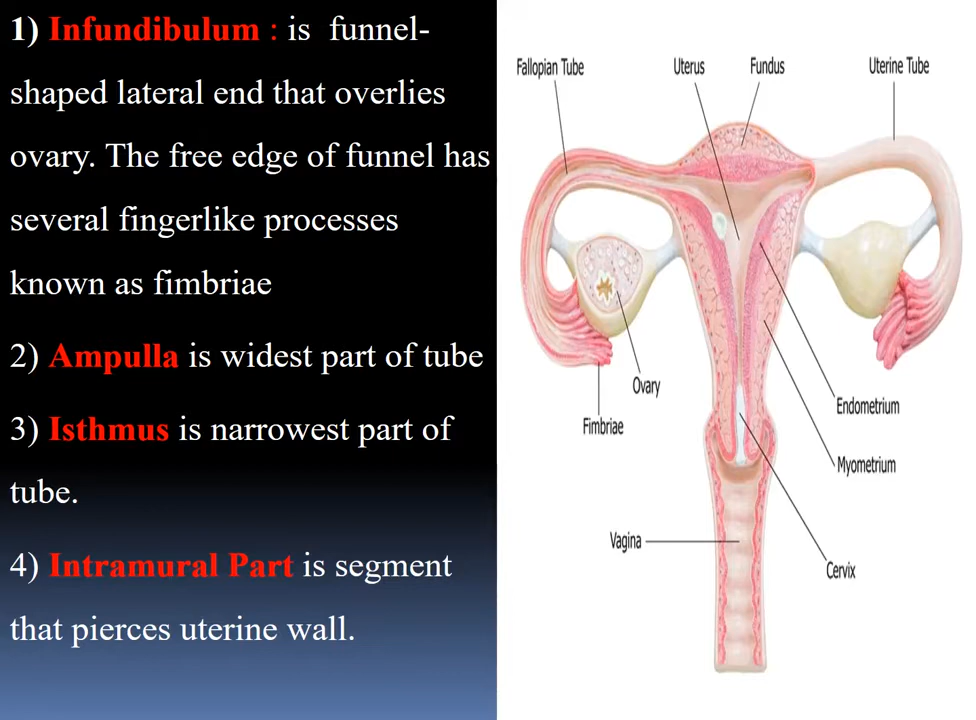 1) Infundibulum : is funnel-
shaped lateral end that overlies
ovary. The free edge of funnel has
several fingerlike processes
known as fimbriae
2) Ampulla is widest part of tube
3) Isthmus is narrowest part of
tube.
4) Intramural Part is segment
that pierces uterine wall.
Fallopian Tube
Uterus
Fundus
Uterine Tube
Ovary
Fimbriae
Endometrium
Myometrium
Vagina
Cervix